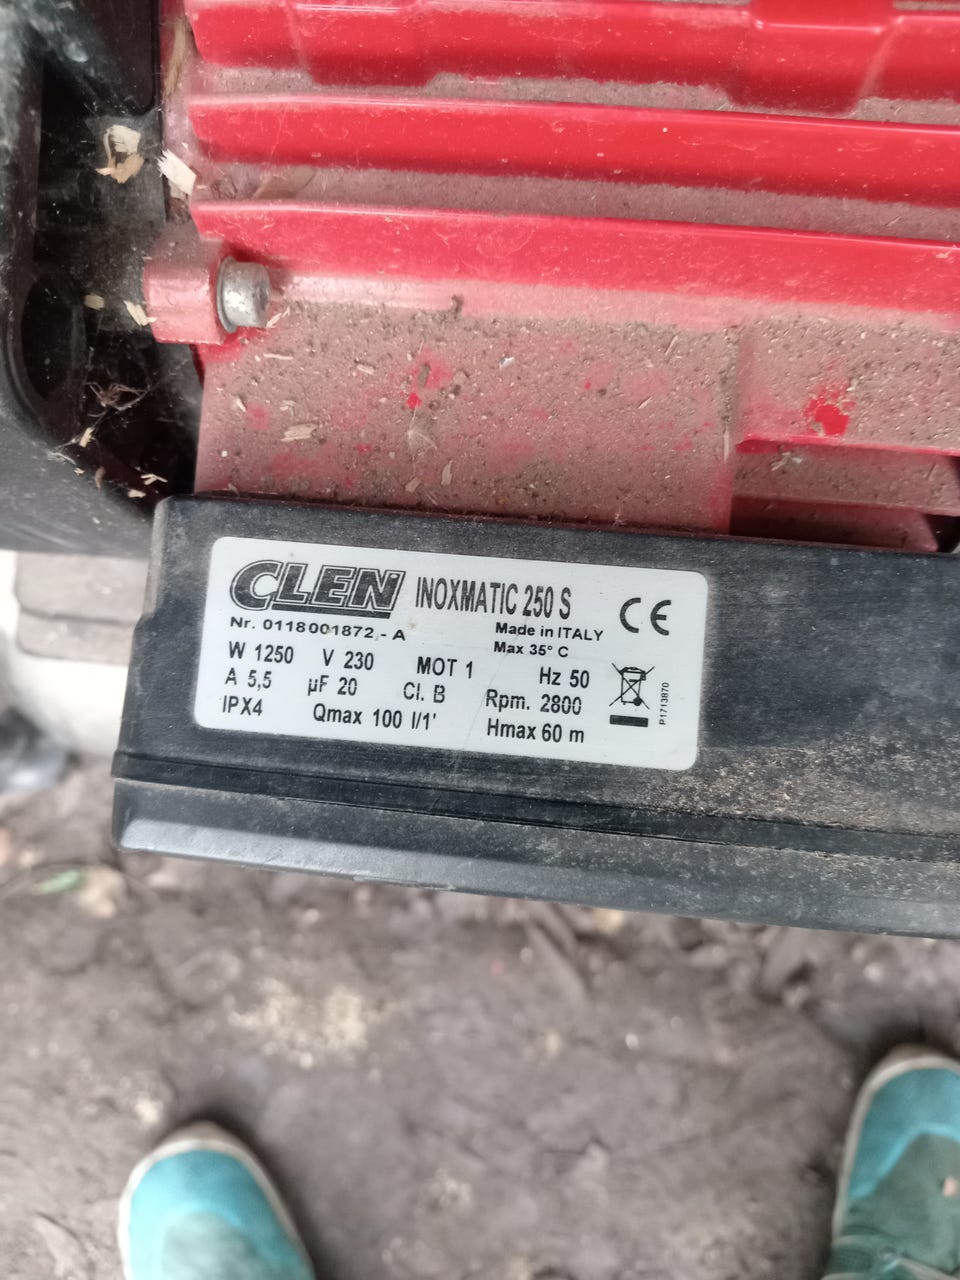 CLEN INOXMATIC 250 S CE
Nr. 0118001872 - A Made in ITALY
Max 35° C
W 1250 V 230 MOT 1 Hz 50
A 5,5 µF 20 Cl. B Rpm. 2800
IPX4 Qmax 100 l/1' Hmax 60 m
P1713870